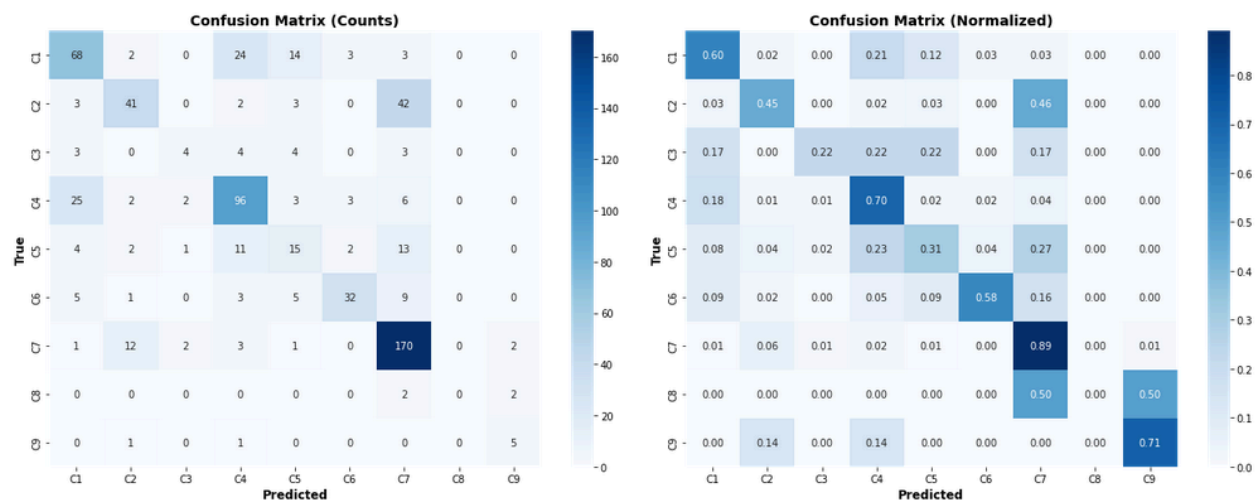 Confusion Matrix (Counts)
C1 68 2 0 24 14 3 3 0 0
C2 3 41 0 2 3 0 42 0 0
C3 3 0 4 4 4 0 3 0 0
C4 25 2 2 96 3 3 6 0 0
C5 4 2 1 11 15 2 13 0 0
C6 5 1 0 3 5 32 9 0 0
C7 1 12 2 3 1 0 170 0 2
C8 0 0 0 0 0 0 2 0 2
C9 0 1 0 1 0 0 0 0 5
C1 C2 C3 C4 C5 C6 C7 C8 C9
Predicted
True
160
140
120
100
80
60
40
20
0
Confusion Matrix (Normalized)
C1 0.60 0.02 0.00 0.21 0.12 0.03 0.03 0.00 0.00
C2 0.03 0.45 0.00 0.02 0.03 0.00 0.46 0.00 0.00
C3 0.17 0.00 0.22 0.22 0.22 0.00 0.17 0.00 0.00
C4 0.18 0.01 0.01 0.70 0.02 0.02 0.04 0.00 0.00
C5 0.08 0.04 0.02 0.23 0.31 0.04 0.27 0.00 0.00
C6 0.09 0.02 0.00 0.05 0.09 0.58 0.16 0.00 0.00
C7 0.01 0.06 0.01 0.02 0.01 0.00 0.89 0.00 0.01
C8 0.00 0.00 0.00 0.00 0.00 0.00 0.50 0.00 0.50
C9 0.00 0.14 0.00 0.14 0.00 0.00 0.00 0.00 0.71
C1 C2 C3 C4 C5 C6 C7 C8 C9
Predicted
True
0.8
0.7
0.6
0.5
0.4
0.3
0.2
0.1
0.0